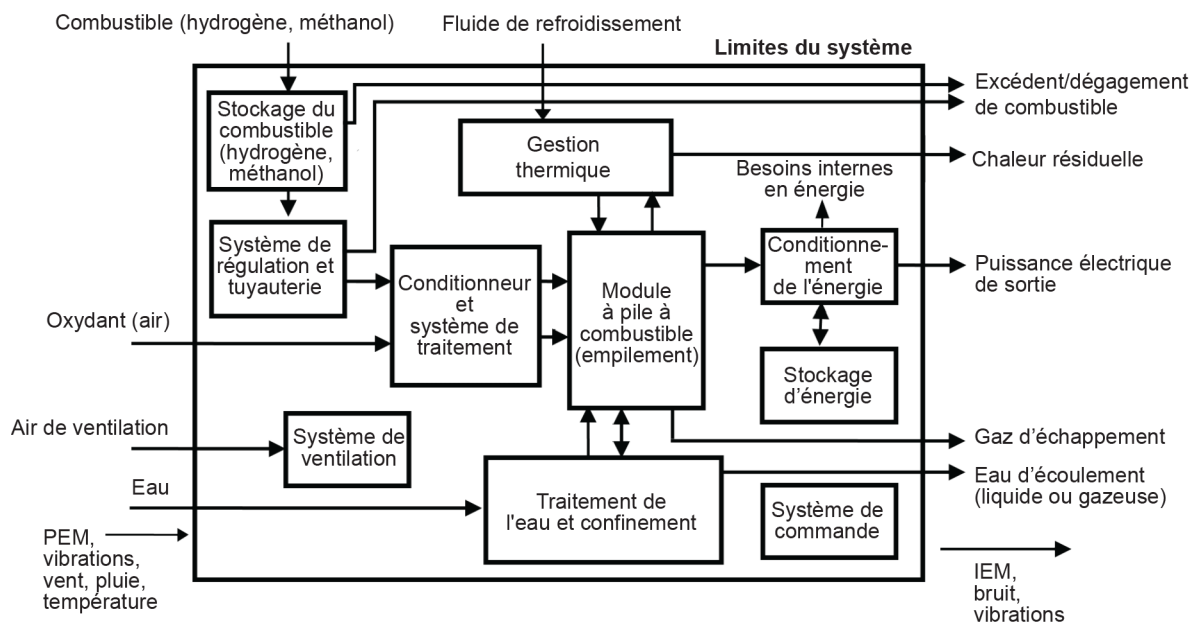 Combustible (hydrogène, méthanol)
Fluide de refroidissement
Limites du système
Stockage du
combustible
(hydrogène,
méthanol)
Excédent/dégagement
de combustible
Gestion
thermique
Chaleur résiduelle
Besoins internes
en énergie
Système de
régulation et
tuyauterie
Conditionneur
et
système de
traitement
Module
à pile à
combustible
(empilement)
Conditionne-
ment
de l'énergie
Puissance électrique
de sortie
Oxydant (air)
Stockage
d’énergie
Air de ventilation
Système de
ventilation
Gaz d’échappement
Eau
Traitement de
l'eau et confinement
Eau d’écoulement
(liquide ou gazeuse)
Système de
commande
PEM,
vibrations,
vent, pluie,
température
IEM,
bruit,
vibrations